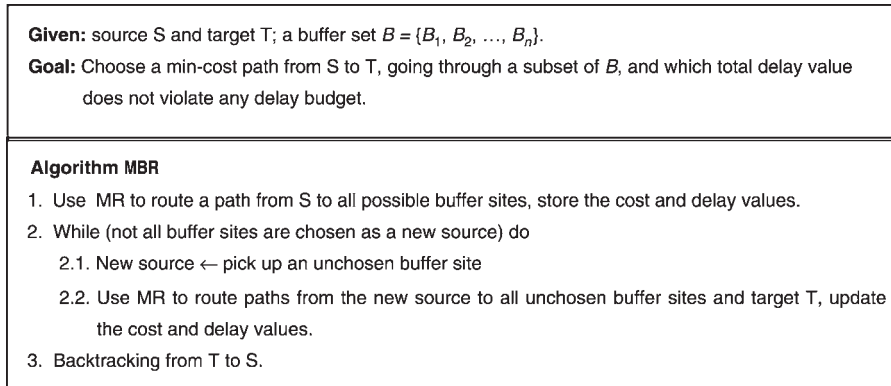 Given: source S and target T; a buffer set B = {B₁, B₂, ..., Bₙ}.
Goal: Choose a min-cost path from S to T, going through a subset of B, and which total delay value
does not violate any delay budget.
Algorithm MBR
1. Use MR to route a path from S to all possible buffer sites, store the cost and delay values.
2. While (not all buffer sites are chosen as a new source) do
2.1. New source ← pick up an unchosen buffer site
2.2. Use MR to route paths from the new source to all unchosen buffer sites and target T, update
the cost and delay values.
3. Backtracking from T to S.